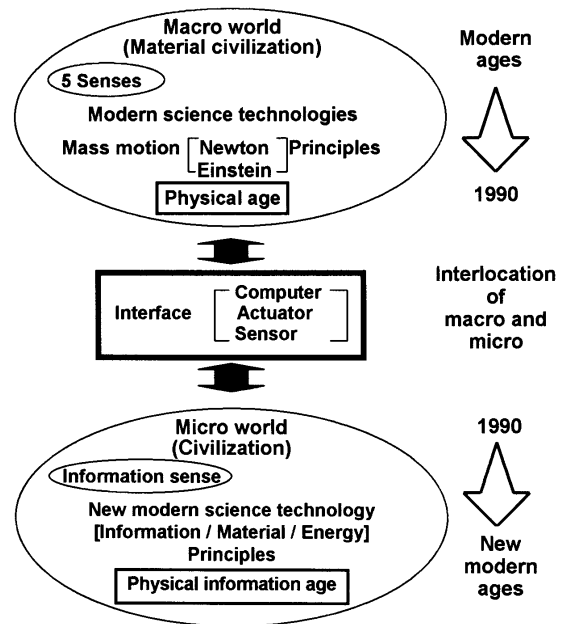 Macro world
(Material civilization)
5 Senses
Modern science technologies
Mass motion [Newton Einstein] Principles
Physical age
Modern
ages
1990
Interface [Computer Actuator Sensor]
Interlocation
of
macro and
micro
Micro world
(Civilization)
Information sense
New modern science technology
[Information / Material / Energy]
Principles
Physical information age
1990
New
modern
ages